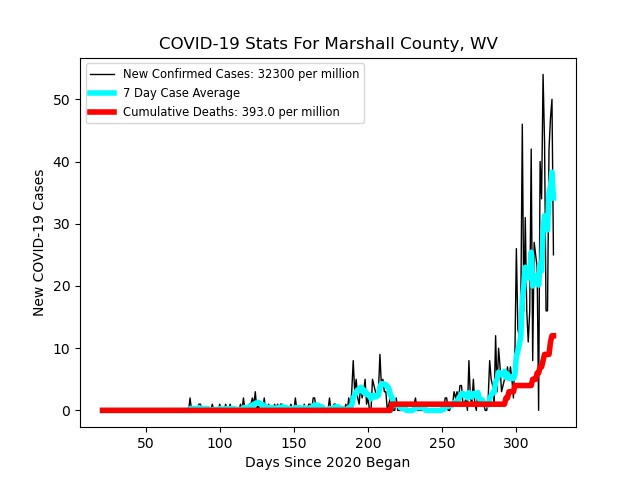 COVID-19 Stats For Marshall County, WV
New Confirmed Cases: 32300 per million
7 Day Case Average
Cumulative Deaths: 393.0 per million
New COVID-19 Cases
50
40
30
20
10
0
50 100 150 200 250 300
Days Since 2020 Began